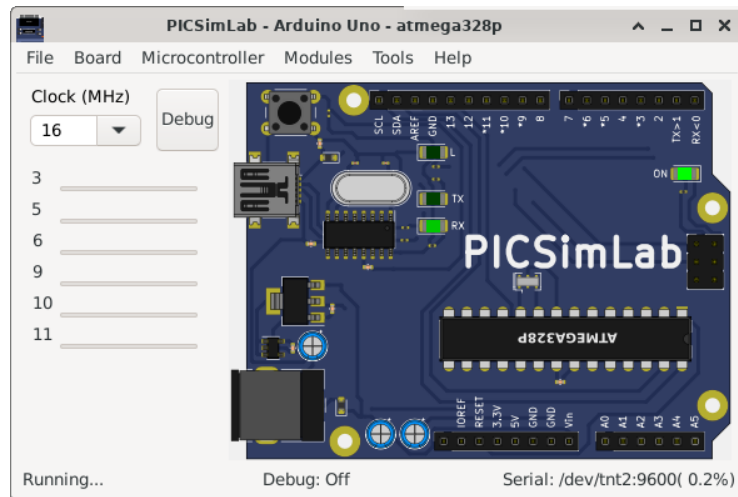 PICSimLab - Arduino Uno - atmega328p
File Board Microcontroller Modules Tools Help
Clock (MHz)
16
Debug
3
5
6
9
10
11
SCL
SDA
AREF
GND
13
12
*11
*10
*9
8
7
*6
*5
4
*3
2
TX>1
RX<0
L
TX
RX
ON
PICSimLab
ATMEGA328P
IOREF
RESET
3.3V
5V
GND
GND
Vin
A0
A1
A2
A3
A4
A5
Running... Debug: Off Serial: /dev/tnt2:9600( 0.2%)